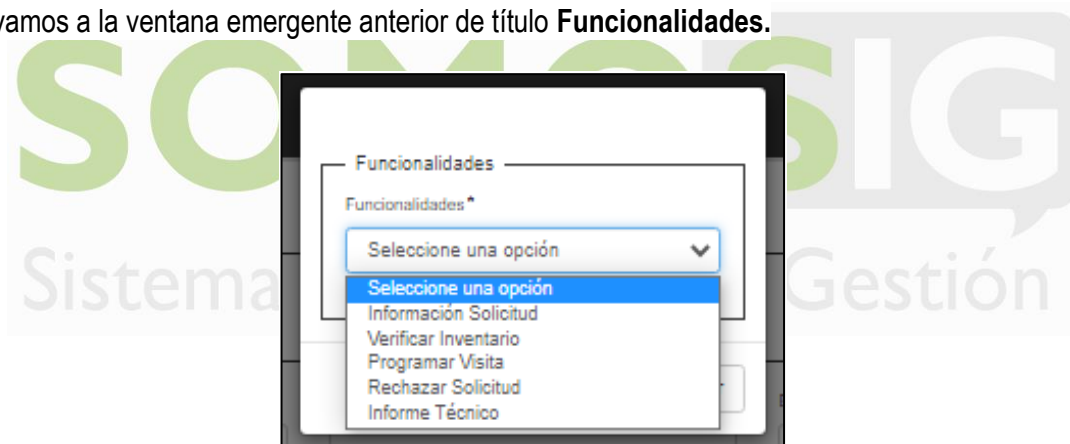 vamos a la ventana emergente anterior de título Funcionalidades.
SOMOSIG
Funcionalidades
Funcionalidades*
Seleccione una opción
Sistema Gestión
Seleccione una opción
Información Solicitud
Verificar Inventario
Programar Visita
Rechazar Solicitud
Informe Técnico